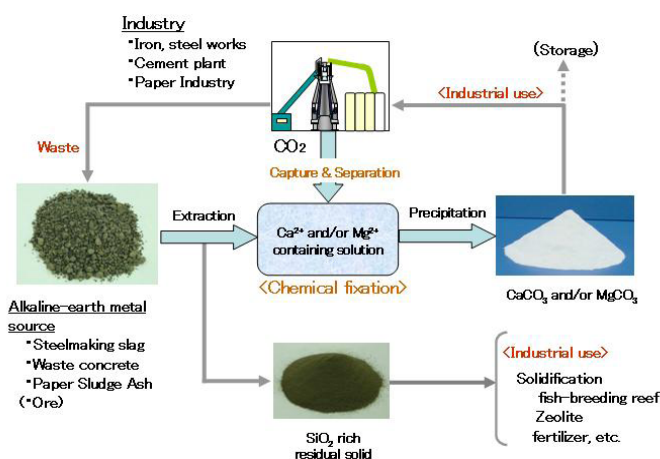 Industry
・Iron, steel works
・Cement plant
・Paper Industry
(Storage)
<Industrial use>
Waste
CO₂
Capture & Separation
Extraction
Ca²⁺ and/or Mg²⁺
containing solution
Precipitation
<Chemical fixation>
CaCO₃ and/or MgCO₃
Alkaline-earth metal
source
・Steelmaking slag
・Waste concrete
・Paper Sludge Ash
(・Ore)
SiO₂ rich
residual solid
<Industrial use>
Solidification
fish-breeding reef
Zeolite
fertilizer, etc.